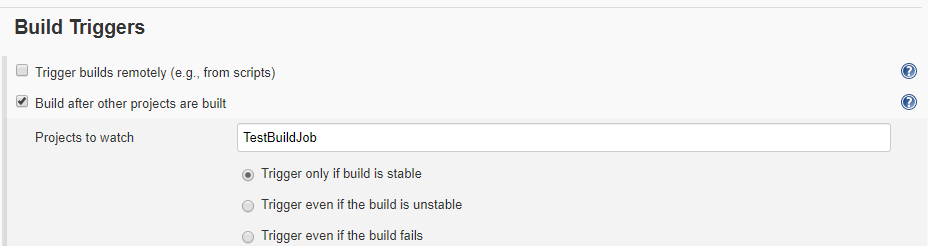 Build Triggers
Trigger builds remotely (e.g., from scripts)
?
Build after other projects are built
?
Projects to watch TestBuildJob
Trigger only if build is stable
Trigger even if the build is unstable
Trigger even if the build fails